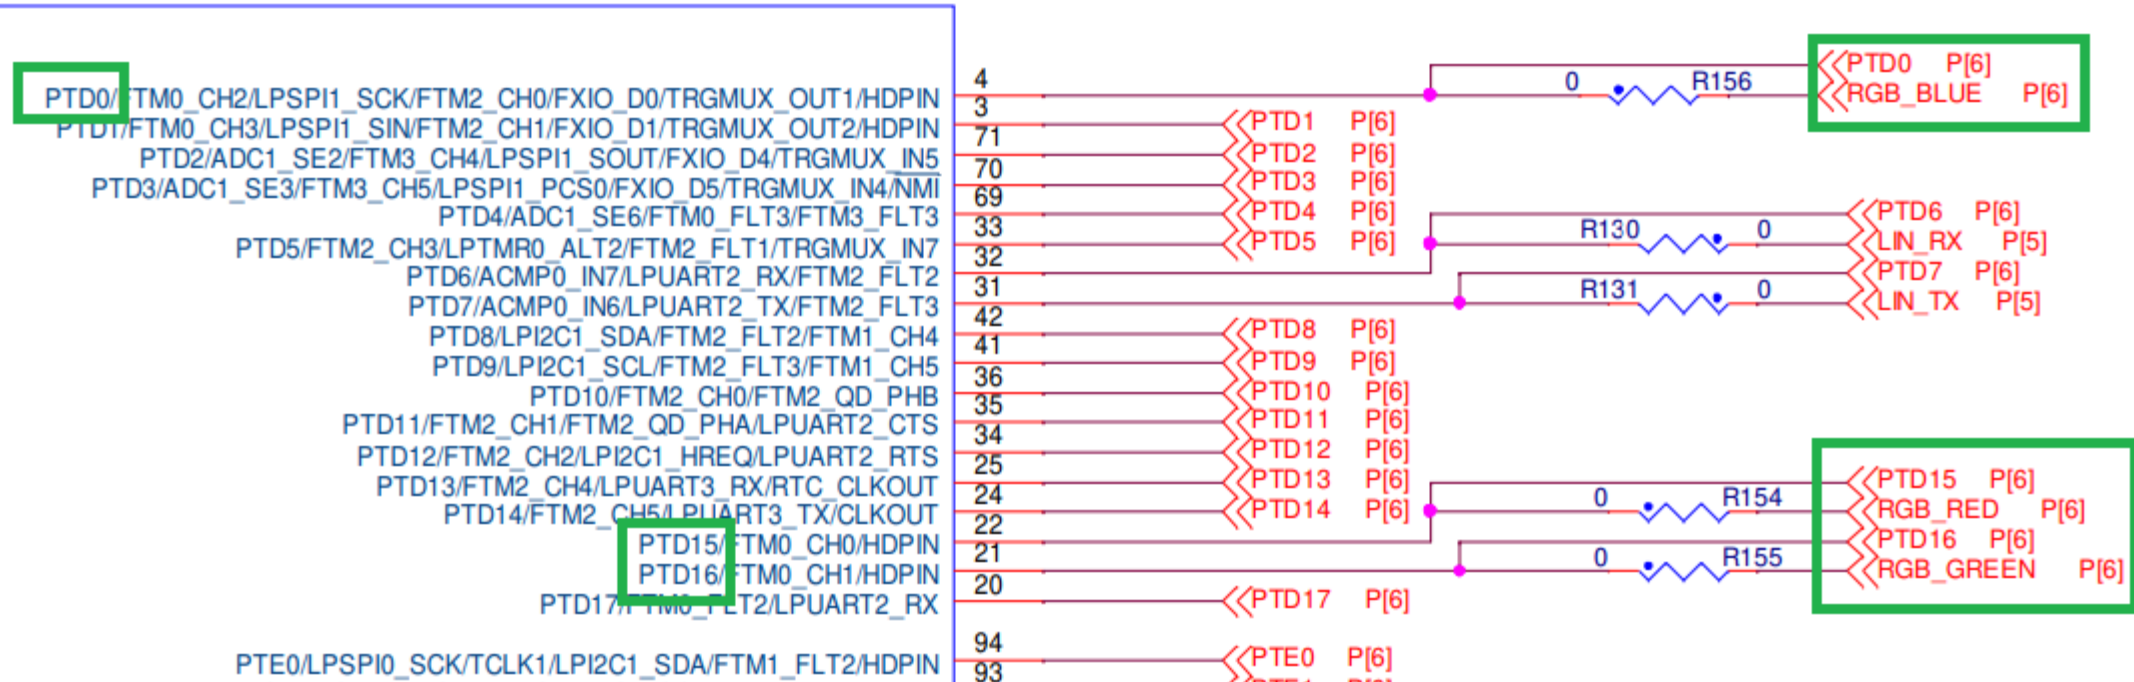 PTD0/FTM0_CH2/LPSPI1_SCK/FTM2_CH0/FXIO_D0/TRGMUX_OUT1/HDPIN 4 0 R156 PTD0 P[6]
RGB_BLUE P[6]
PTD1/FTM0_CH3/LPSPI1_SIN/FTM2_CH1/FXIO_D1/TRGMUX_OUT2/HDPIN 3 PTD1 P[6]
PTD2/ADC1_SE2/FTM3_CH4/LPSPI1_SOUT/FXIO_D4/TRGMUX_IN5 71 PTD2 P[6]
PTD3/ADC1_SE3/FTM3_CH5/LPSPI1_PCS0/FXIO_D5/TRGMUX_IN4/NMI 70 PTD3 P[6]
PTD4/ADC1_SE6/FTM0_FLT3/FTM3_FLT3 69 PTD4 P[6] PTD6 P[6]
PTD5/FTM2_CH3/LPTMR0_ALT2/FTM2_FLT1/TRGMUX_IN7 33 PTD5 P[6] R130 0 LIN_RX P[5]
PTD6/ACMP0_IN7/LPUART2_RX/FTM2_FLT2 32 PTD7 P[6]
PTD7/ACMP0_IN6/LPUART2_TX/FTM2_FLT3 31 R131 0 LIN_TX P[5]
PTD8/LPI2C1_SDA/FTM2_FLT2/FTM1_CH4 42 PTD8 P[6]
PTD9/LPI2C1_SCL/FTM2_FLT3/FTM1_CH5 41 PTD9 P[6]
PTD10/FTM2_CH0/FTM2_QD_PHB 36 PTD10 P[6]
PTD11/FTM2_CH1/FTM2_QD_PHA/LPUART2_CTS 35 PTD11 P[6]
PTD12/FTM2_CH2/LPI2C1_HREQ/LPUART2_RTS 34 PTD12 P[6]
PTD13/FTM2_CH4/LPUART3_RX/RTC_CLKOUT 25 PTD13 P[6] PTD15 P[6]
PTD14/FTM2_CH5/LPUART3_TX/CLKOUT 24 PTD14 P[6] 0 R154 RGB_RED P[6]
PTD15/FTM0_CH0/HDPIN 22 PTD16 P[6]
PTD16/FTM0_CH1/HDPIN 21 0 R155 RGB_GREEN P[6]
PTD17/FTM0_FLT2/LPUART2_RX 20 PTD17 P[6]
PTE0/LPSPI0_SCK/TCLK1/LPI2C1_SDA/FTM1_FLT2/HDPIN 94 PTE0 P[6]
93